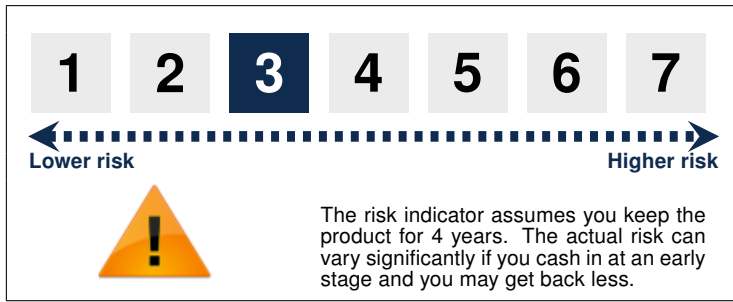 1 2 3 4 5 6 7
Lower risk Higher risk
!
The risk indicator assumes you keep the
product for 4 years. The actual risk can
vary significantly if you cash in at an early
stage and you may get back less.